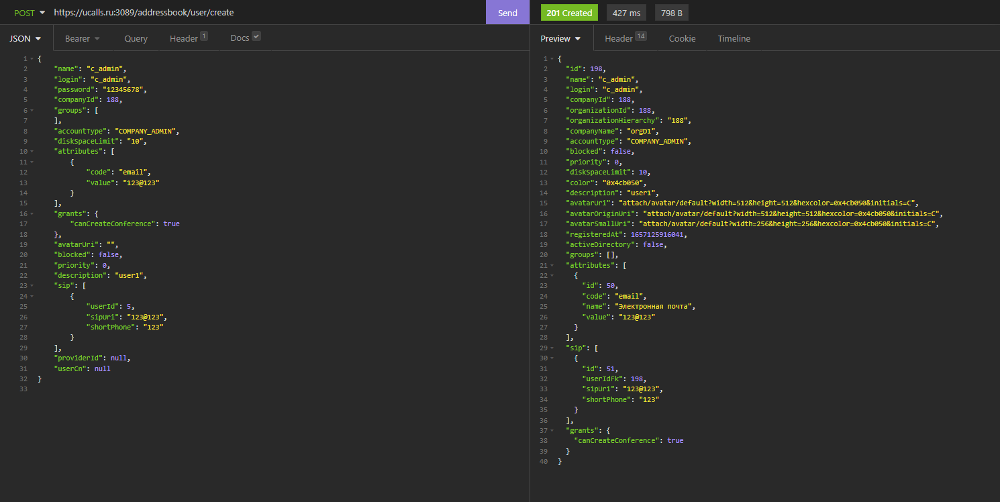 POST https://ucalls.ru:3089/addressbook/user/create Send 201 Created 427 ms 798 B
JSON Bearer Query Header 1 Docs Preview Header 14 Cookie Timeline
1 {
2 "name": "c_admin",
3 "login": "c_admin",
4 "password": "12345678",
5 "companyId": 188,
6 "groups": [
7 ],
8 "accountType": "COMPANY_ADMIN",
9 "diskSpaceLimit": "10",
10 "attributes": [
11 {
12 "code": "email",
13 "value": "123@123"
14 }
15 ],
16 "grants": {
17 "canCreateConference": true
18 },
19 "avatarUri": "",
20 "blocked": false,
21 "priority": 0,
22 "description": "user1",
23 "sip": [
24 {
25 "userId": 5,
26 "sipUri": "123@123",
27 "shortPhone": "123"
28 }
29 ],
30 "providerId": null,
31 "userCn": null
32 }
33
1 {
2 "id": 198,
3 "name": "c_admin",
4 "login": "c_admin",
5 "companyId": 188,
6 "organizationId": 188,
7 "organizationHierarchy": "188",
8 "companyName": "orgD1",
9 "accountType": "COMPANY_ADMIN",
10 "blocked": false,
11 "priority": 0,
12 "diskSpaceLimit": 10,
13 "color": "0x4cb050",
14 "description": "user1",
15 "avatarUri": "attach/avatar/default?width=512&height=512&hexcolor=0x4cb050&initials=C",
16 "avatarOriginUri": "attach/avatar/default?width=512&height=512&hexcolor=0x4cb050&initials=C",
17 "avatarSmallUri": "attach/avatar/default?width=256&height=256&hexcolor=0x4cb050&initials=C",
18 "registeredAt": 1657125916041,
19 "activeDirectory": false,
20 "groups": [],
21 "attributes": [
22 {
23 "id": 50,
24 "code": "email",
25 "name": "Электронная почта",
26 "value": "123@123"
27 }
28 ],
29 "sip": [
30 {
31 "id": 51,
32 "userIdFk": 198,
33 "sipUri": "123@123",
34 "shortPhone": "123"
35 }
36 ],
37 "grants": {
38 "canCreateConference": true
39 }
40 }